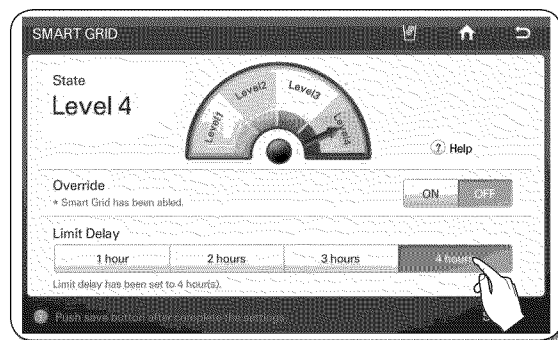 SMART GRID
State
Level 4
Level1
Level2
Level3
Level4
? Help
Override
* Smart Grid has been abled.
ON OFF
Limit Delay
1 hour 2 hours 3 hours 4 hours
Limit delay has been set to 4 hour(s).
Push save button after complete the settings.